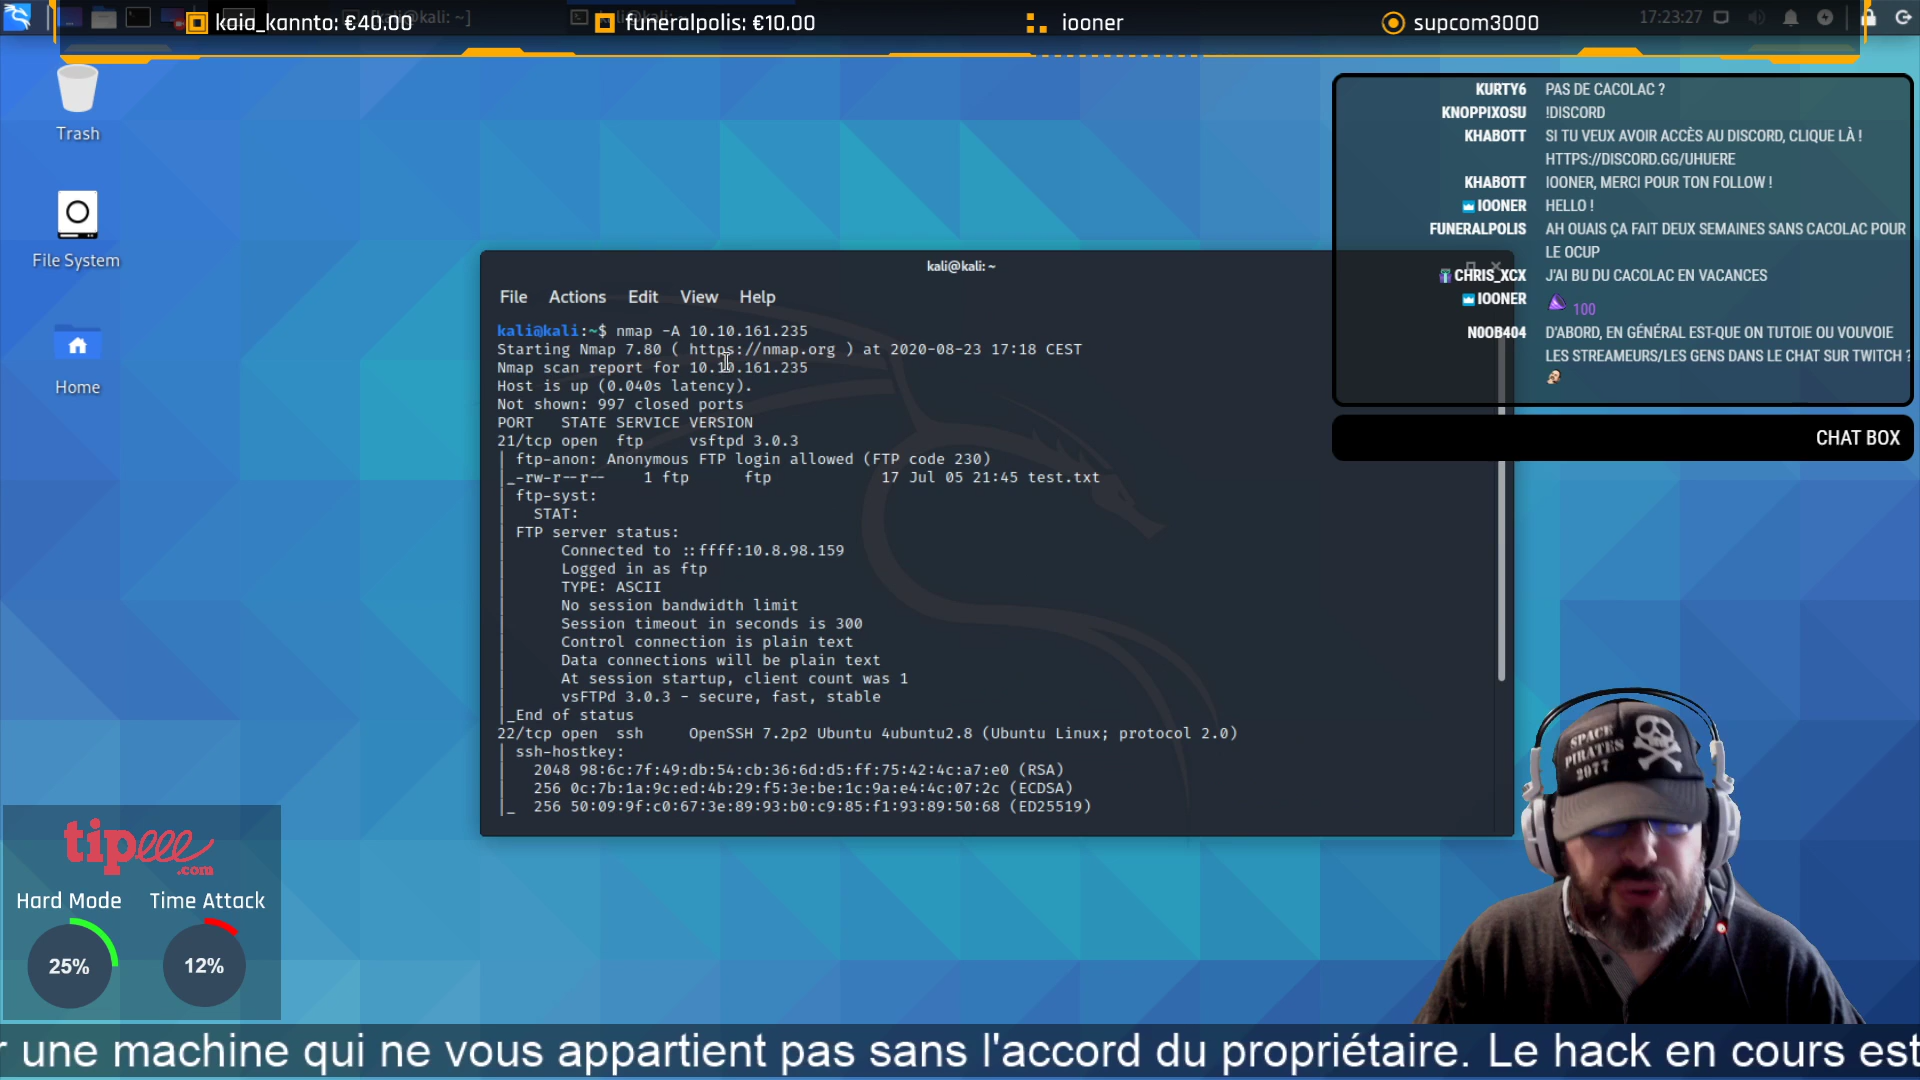 kaia_kannto: €40.00
funeralpolis: €10.00
iooner
supcom3000
17:23:27
Trash
File System
Home
KURTY6 PAS DE CACOLAC ?
KNOPPIXOSU !DISCORD
KHABOTT SI TU VEUX AVOIR ACCÈS AU DISCORD, CLIQUE LÀ !
HTTPS://DISCORD.GG/UHUERE
KHABOTT IOONER, MERCI POUR TON FOLLOW !
IOONER HELLO !
FUNERALPOLIS AH OUAIS ÇA FAIT DEUX SEMAINES SANS CACOLAC POUR
LE OCUP
CHRIS_XCX J'AI BU DU CACOLAC EN VACANCES
IOONER 100
N00B404 D'ABORD, EN GÉNÉRAL EST-QUE ON TUTOIE OU VOUVOIE
LES STREAMEURS/LES GENS DANS LE CHAT SUR TWITCH ?
CHAT BOX
kali@kali: ~
File Actions Edit View Help
kali@kali:~$ nmap -A 10.10.161.235
Starting Nmap 7.80 ( https://nmap.org ) at 2020-08-23 17:18 CEST
Nmap scan report for 10.10.161.235
Host is up (0.040s latency).
Not shown: 997 closed ports
PORT STATE SERVICE VERSION
21/tcp open ftp vsftpd 3.0.3
| ftp-anon: Anonymous FTP login allowed (FTP code 230)
|_-rw-r--r-- 1 ftp ftp 17 Jul 05 21:45 test.txt
| ftp-syst:
| STAT:
| FTP server status:
| Connected to ::ffff:10.8.98.159
| Logged in as ftp
| TYPE: ASCII
| No session bandwidth limit
| Session timeout in seconds is 300
| Control connection is plain text
| Data connections will be plain text
| At session startup, client count was 1
| vsFTPd 3.0.3 - secure, fast, stable
|_End of status
22/tcp open ssh OpenSSH 7.2p2 Ubuntu 4ubuntu2.8 (Ubuntu Linux; protocol 2.0)
| ssh-hostkey:
| 2048 98:6c:7f:49:db:54:cb:36:6d:d5:ff:75:42:4c:a7:e0 (RSA)
| 256 0c:7b:1a:9c:ed:4b:29:f5:3e:be:1c:9a:e4:4c:07:2c (ECDSA)
|_ 256 50:09:9f:c0:67:3e:89:93:b0:c9:85:f1:93:89:50:68 (ED25519)
SPACE
PIRATES
2077
tipeee
.com
Hard Mode Time Attack
25% 12%
r une machine qui ne vous appartient pas sans l'accord du propriétaire. Le hack en cours est